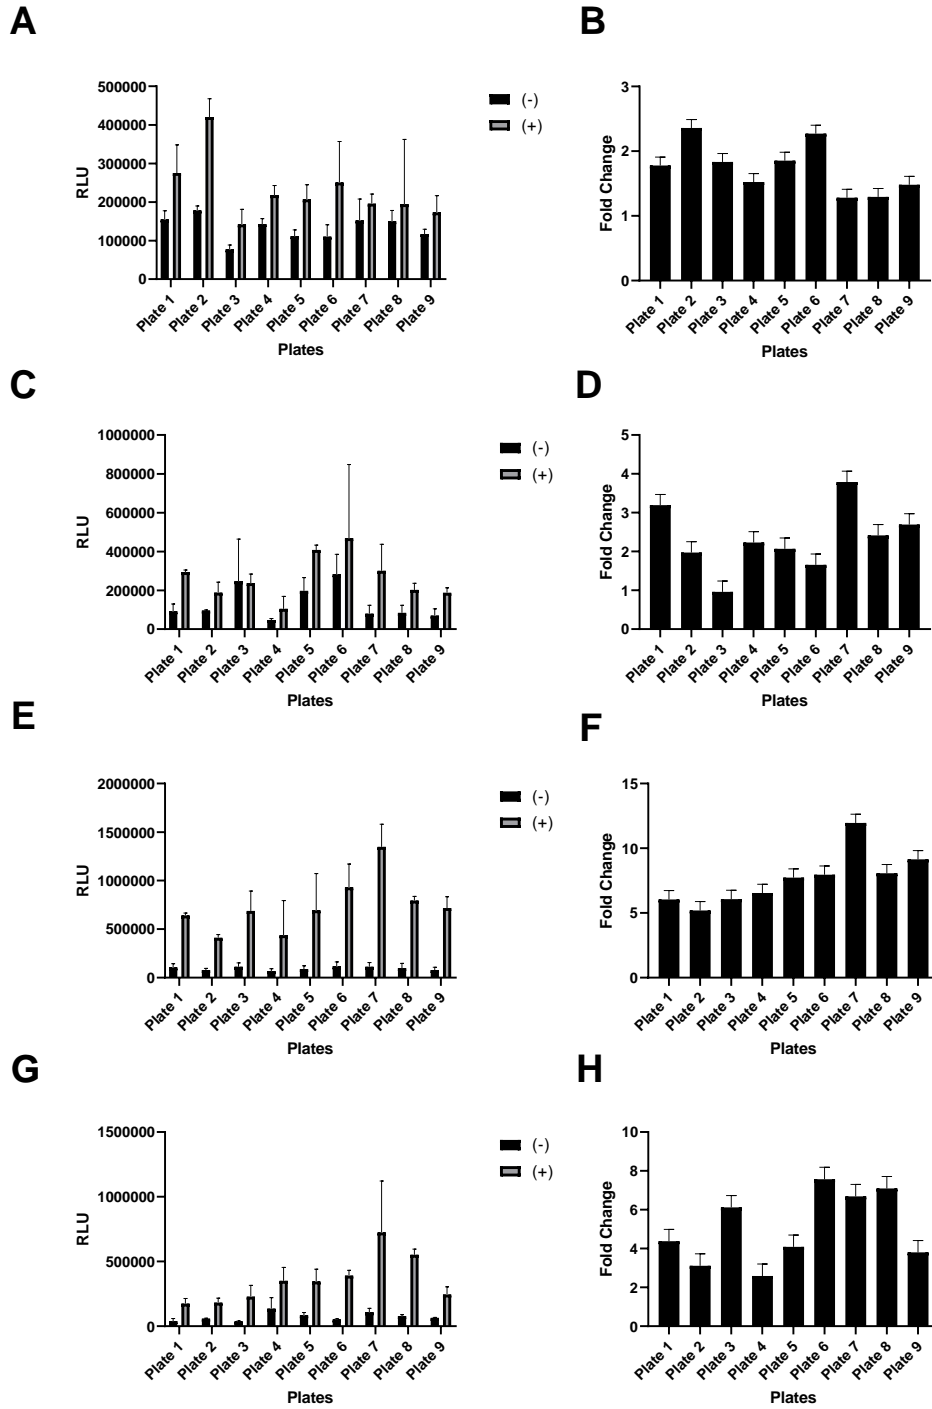 A
B
500000
400000
300000
200000
100000
0
RLU
Plate 1
Plate 2
Plate 3
Plate 4
Plate 5
Plate 6
Plate 7
Plate 8
Plate 9
Plates
(-)
(+)
3
2
1
0
Fold Change
Plate 1
Plate 2
Plate 3
Plate 4
Plate 5
Plate 6
Plate 7
Plate 8
Plate 9
Plates
C
D
1000000
800000
600000
400000
200000
0
RLU
Plate 1
Plate 2
Plate 3
Plate 4
Plate 5
Plate 6
Plate 7
Plate 8
Plate 9
Plates
(-)
(+)
5
4
3
2
1
0
Fold Change
Plate 1
Plate 2
Plate 3
Plate 4
Plate 5
Plate 6
Plate 7
Plate 8
Plate 9
Plates
E
F
2000000
1500000
1000000
500000
0
RLU
Plate 1
Plate 2
Plate 3
Plate 4
Plate 5
Plate 6
Plate 7
Plate 8
Plate 9
Plates
(-)
(+)
15
10
5
0
Fold Change
Plate 1
Plate 2
Plate 3
Plate 4
Plate 5
Plate 6
Plate 7
Plate 8
Plate 9
Plates
G
H
1500000
1000000
500000
0
RLU
Plate 1
Plate 2
Plate 3
Plate 4
Plate 5
Plate 6
Plate 7
Plate 8
Plate 9
Plates
(-)
(+)
10
8
6
4
2
0
Fold Change
Plate 1
Plate 2
Plate 3
Plate 4
Plate 5
Plate 6
Plate 7
Plate 8
Plate 9
Plates